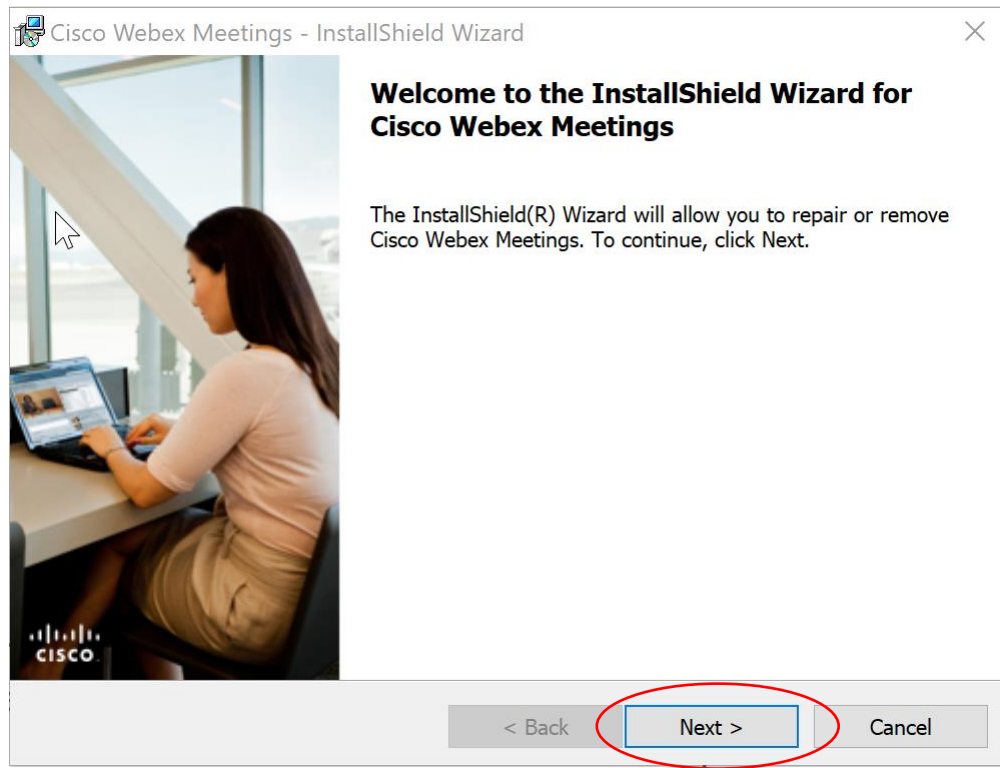 Cisco Webex Meetings - InstallShield Wizard
Welcome to the InstallShield Wizard for
Cisco Webex Meetings
The InstallShield(R) Wizard will allow you to repair or remove
Cisco Webex Meetings. To continue, click Next.
CISCO
< Back
Next >
Cancel